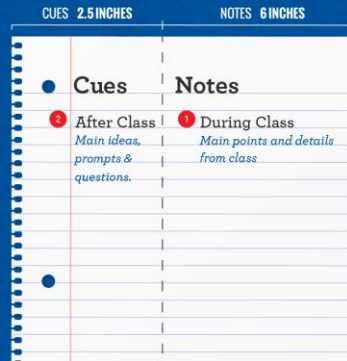 CUES 2.5 INCHES
NOTES 6 INCHES
Cues
Notes
2 After Class
Main ideas,
prompts &
questions.
1 During Class
Main points and details
from class